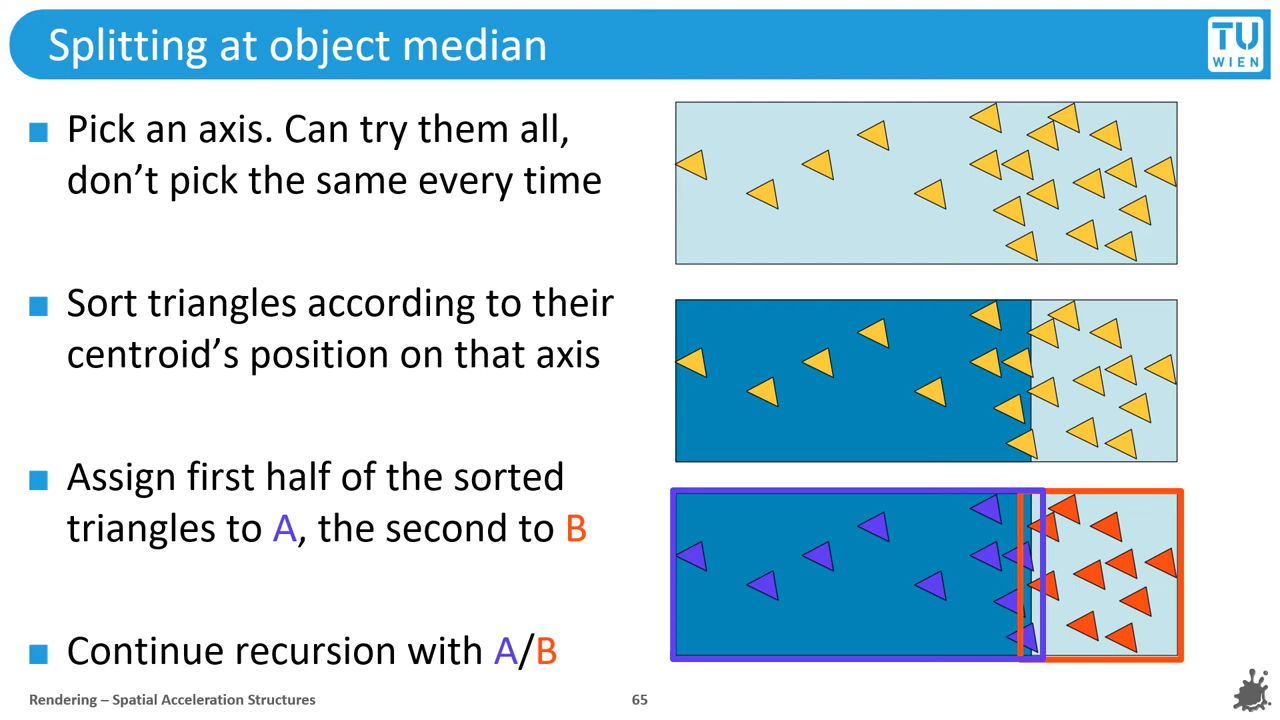 Splitting at object median
TU
WIEN
Pick an axis. Can try them all,
don’t pick the same every time
Sort triangles according to their
centroid’s position on that axis
Assign first half of the sorted
triangles to A, the second to B
Continue recursion with A/B
Rendering – Spatial Acceleration Structures
65